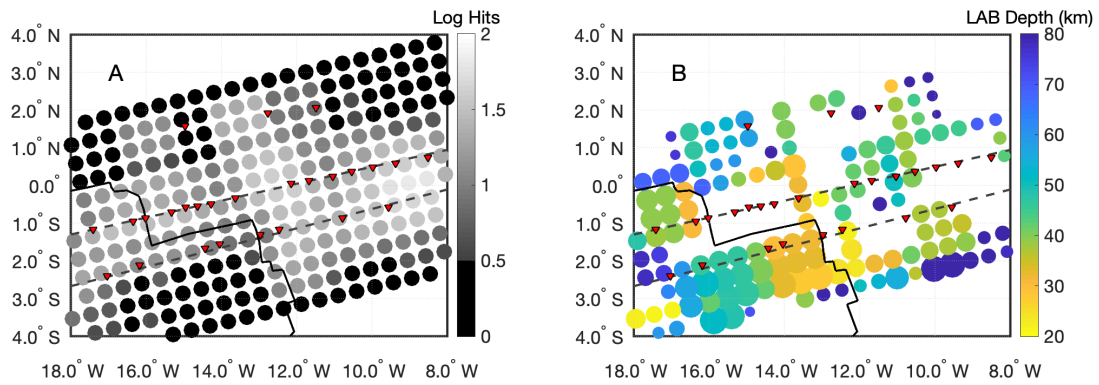 Log Hits
LAB Depth (km)
4.0° N
3.0° N
2.0° N
1.0° N
0.0°
1.0° S
2.0° S
3.0° S
4.0° S
A
2
1.5
1
0.5
0
18.0° W
16.0° W
14.0° W
12.0° W
10.0° W
8.0° W
4.0° N
3.0° N
2.0° N
1.0° N
0.0°
1.0° S
2.0° S
3.0° S
4.0° S
B
80
70
60
50
40
30
20
18.0° W
16.0° W
14.0° W
12.0° W
10.0° W
8.0° W